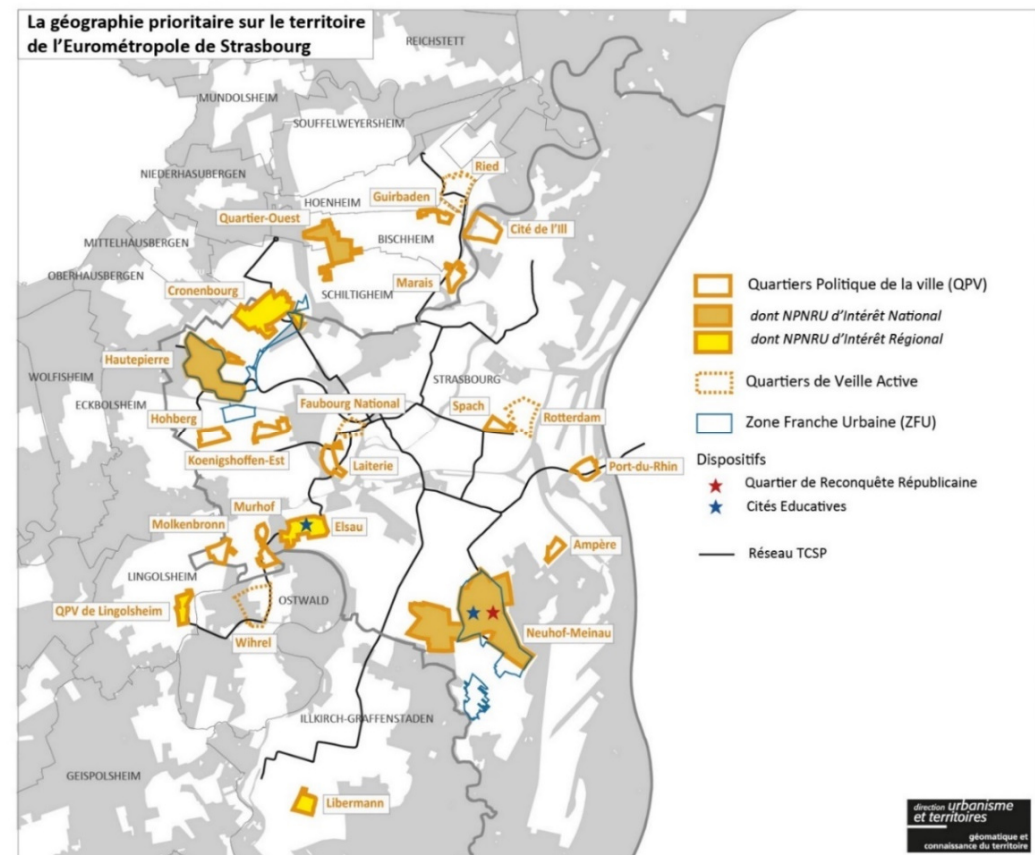 La géographie prioritaire sur le territoire
de l'Eurométropole de Strasbourg
REICHSTETT
MUNDOLSHEIM
SOUFFELWEYERSHEIM
Ried
NIEDERHAUSBERGEN
Guirbaden
HOENHEIM
Quartier-Ouest
Cité de l'Ill
MITTELHAUSBERGEN
BISCHHEIM
OBERHAUSBERGEN
Marais
Cronenbourg
SCHILTIGHEIM
Hautepierre
WOLFISHEIM
STRASBOURG
ECKBOLSHEIM
Faubourg National
Spach
Hohberg
Rotterdam
Koenigshoffen-Est
Laiterie
Port-du-Rhin
Murhof
Molkenbronn
Elsau
Ampère
LINGOLSHEIM
QPV de Lingolsheim
OSTWALD
Neuhof-Meinau
Wihrel
ILLKIRCH-GRAFFENSTADEN
GEISPOLSHEIM
Libermann
Quartiers Politique de la ville (QPV)
dont NPNRU d'Intérêt National
dont NPNRU d'Intérêt Régional
Quartiers de Veille Active
Zone Franche Urbaine (ZFU)
Dispositifs
Quartier de Reconquête Républicaine
Cités Educatives
Réseau TCSP
direction urbanisme
et territoires
géomatique et
connaissance du territoire